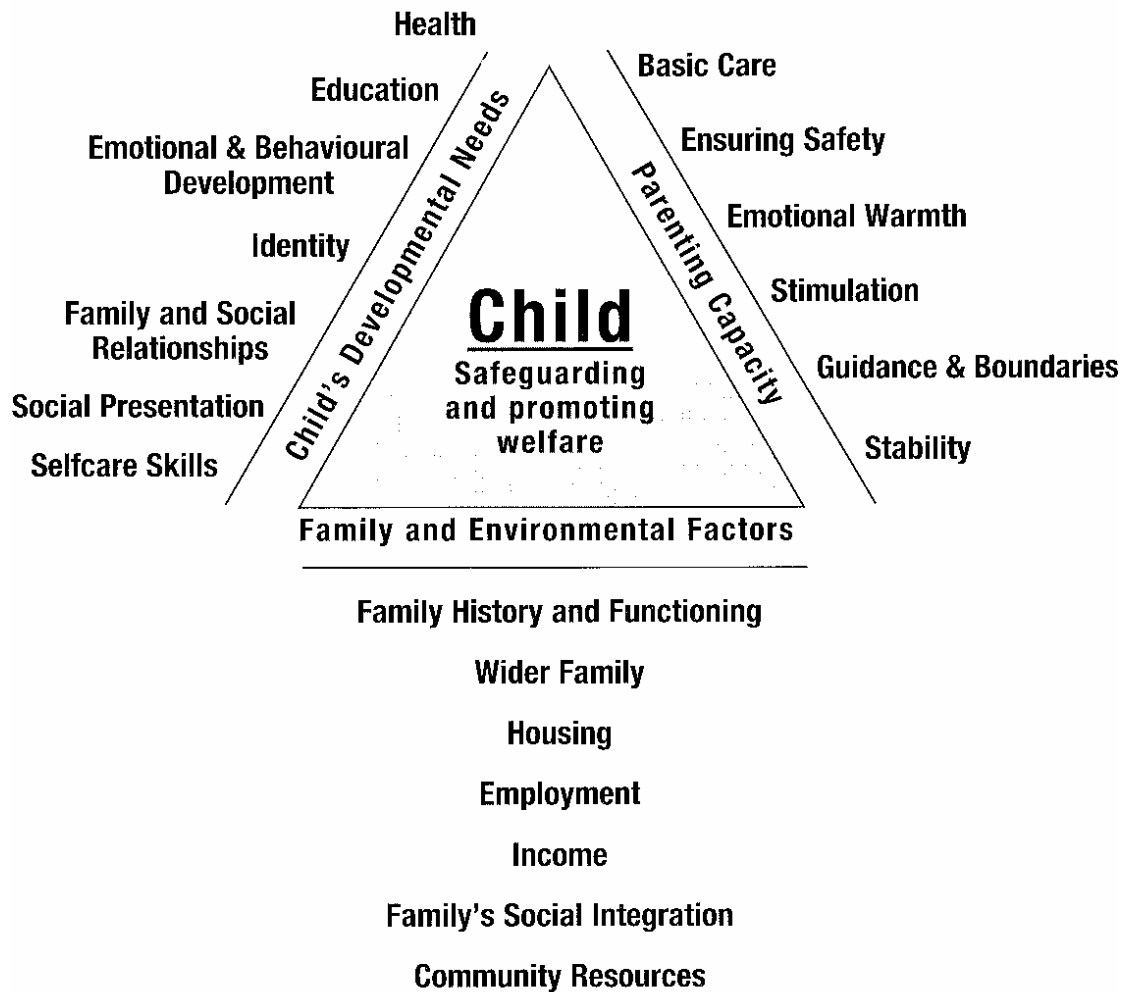 Health
Education
Emotional & Behavioural
Development
Identity
Family and Social
Relationships
Social Presentation
Selfcare Skills
Child's Developmental Needs
Basic Care
Ensuring Safety
Emotional Warmth
Stimulation
Guidance & Boundaries
Stability
Parenting Capacity
Child
Safeguarding
and promoting
welfare
Family and Environmental Factors
Family History and Functioning
Wider Family
Housing
Employment
Income
Family's Social Integration
Community Resources